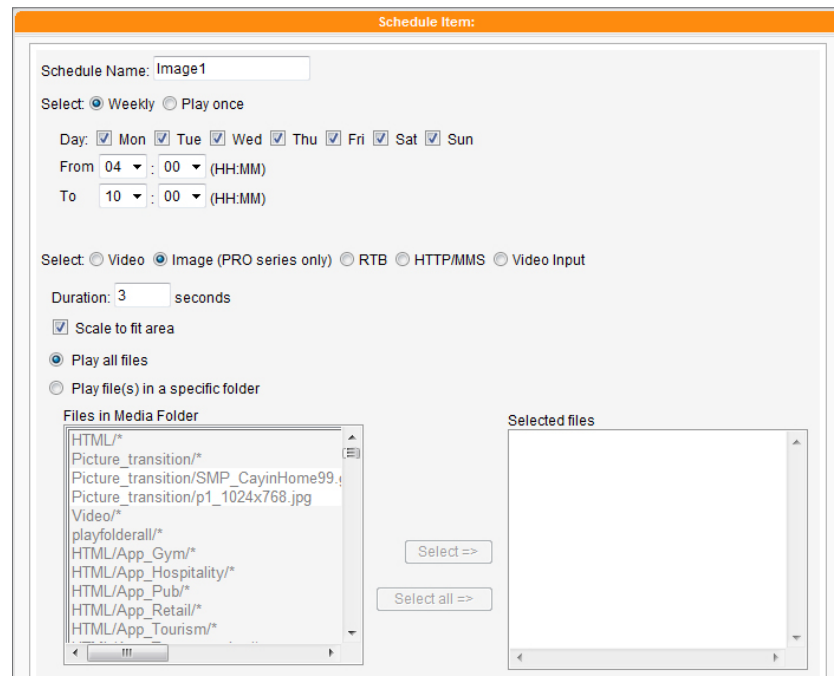 Schedule Item:
Schedule Name: Image1
Select: Weekly Play once
Day: Mon Tue Wed Thu Fri Sat Sun
From 04 : 00 (HH:MM)
To 10 : 00 (HH:MM)
Select: Video Image (PRO series only) RTB HTTP/MMS Video Input
Duration: 3 seconds
Scale to fit area
Play all files
Play file(s) in a specific folder
Files in Media Folder
HTML/*
Picture_transition/*
Picture_transition/SMP_CayinHome99.
Picture_transition/p1_1024x768.jpg
Video/*
playfolderall/*
HTML/App_Gym/*
HTML/App_Hospitality/*
HTML/App_Pub/*
HTML/App_Retail/*
HTML/App_Tourism/*
Select =>
Select all =>
Selected files